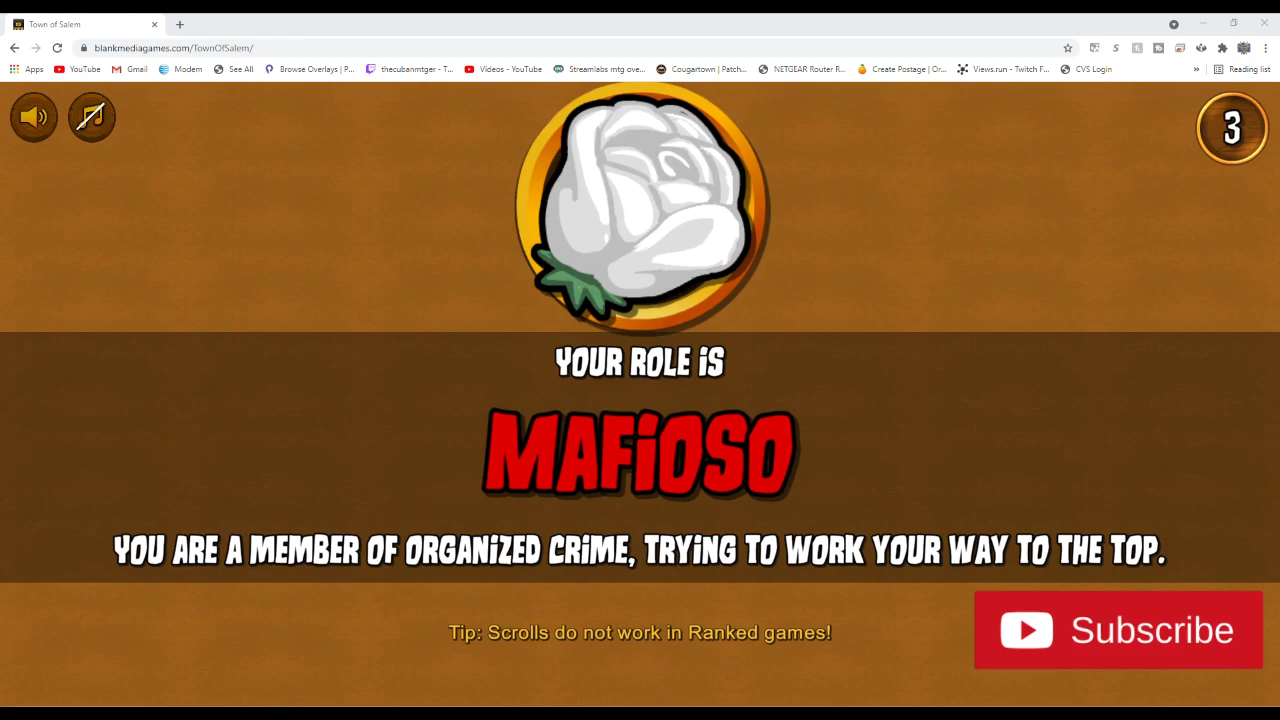 Town of Salem
blankmediagames.com/TownOfSalem/
Apps
YouTube
Gmail
Modem
See All
Browse Overlays | P...
thecubanmtger - T...
Videos - YouTube
Streamlabs mtg ove...
Cougartown | Patch...
NETGEAR Router R...
Create Postage | Or...
Views.run - Twitch F...
CVS Login
»
Reading list
3
YOUR ROLE IS
MAFIOSO
YOU ARE A MEMBER OF ORGANIZED CRIME, TRYING TO WORK YOUR WAY TO THE TOP.
Tip: Scrolls do not work in Ranked games!
Subscribe